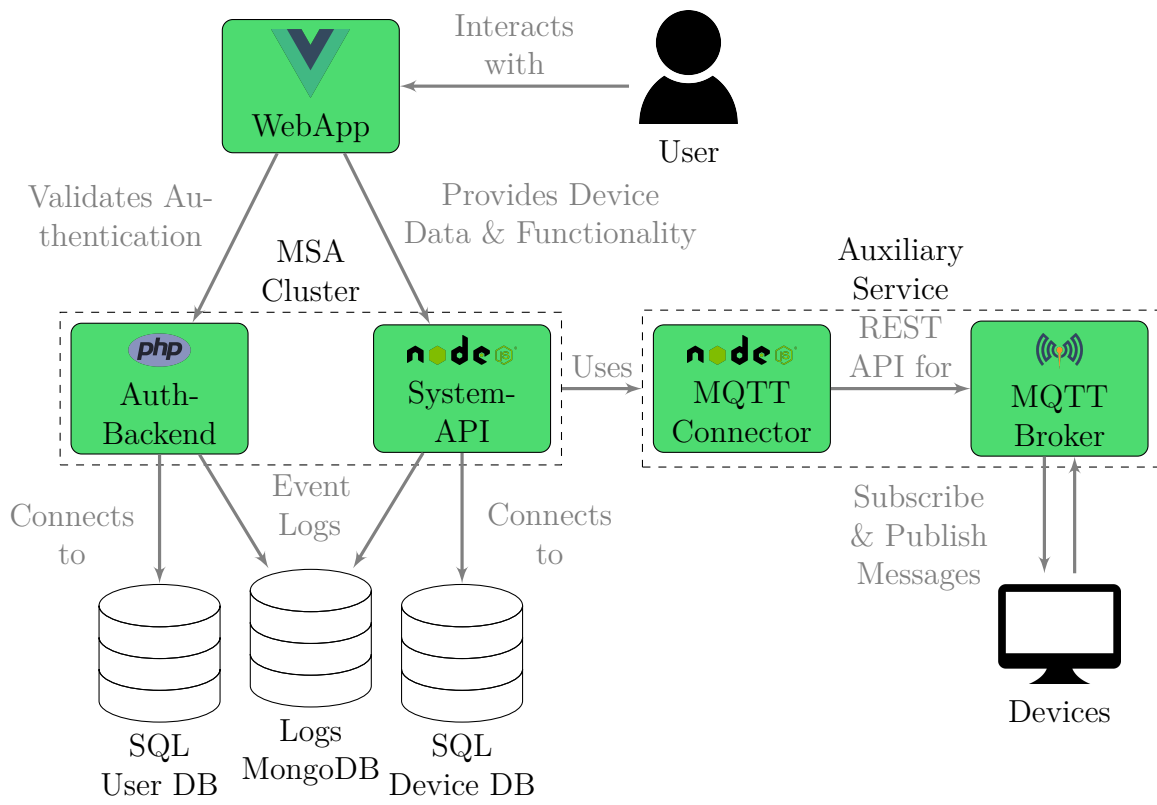 Interacts
with
WebApp
User
Validates Au-
thentication
Provides Device
Data & Functionality
MSA
Cluster
Auxiliary
Service
php
Auth-
Backend
node
JS
System-
API
Uses
node
JS
MQTT
Connector
REST
API for
MQTT
Broker
Connects
to
Event
Logs
Connects
to
Subscribe
& Publish
Messages
SQL
User DB
Logs
MongoDB
SQL
Device DB
Devices